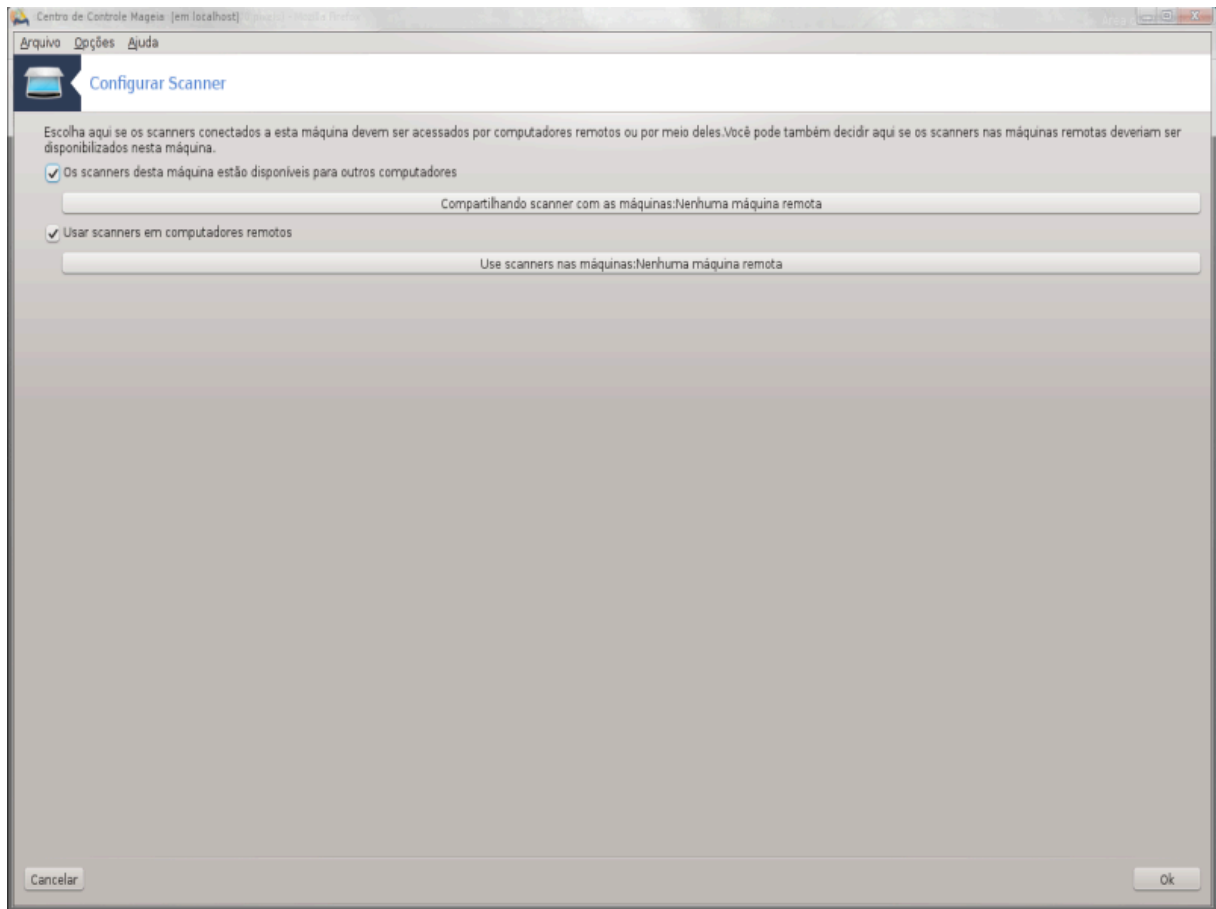 Centro de Controle Mageia [em localhost]
Arquivo Opções Ajuda
Configurar Scanner
Escolha aqui se os scanners conectados a esta máquina devem ser acessados por computadores remotos ou por meio deles.Você pode também decidir aqui se os scanners nas máquinas remotas deveriam ser
disponibilizados nesta máquina.
Os scanners desta máquina estão disponíveis para outros computadores
Compartilhando scanner com as máquinas:Nenhuma máquina remota
Usar scanners em computadores remotos
Use scanners nas máquinas:Nenhuma máquina remota
Cancelar
Ok